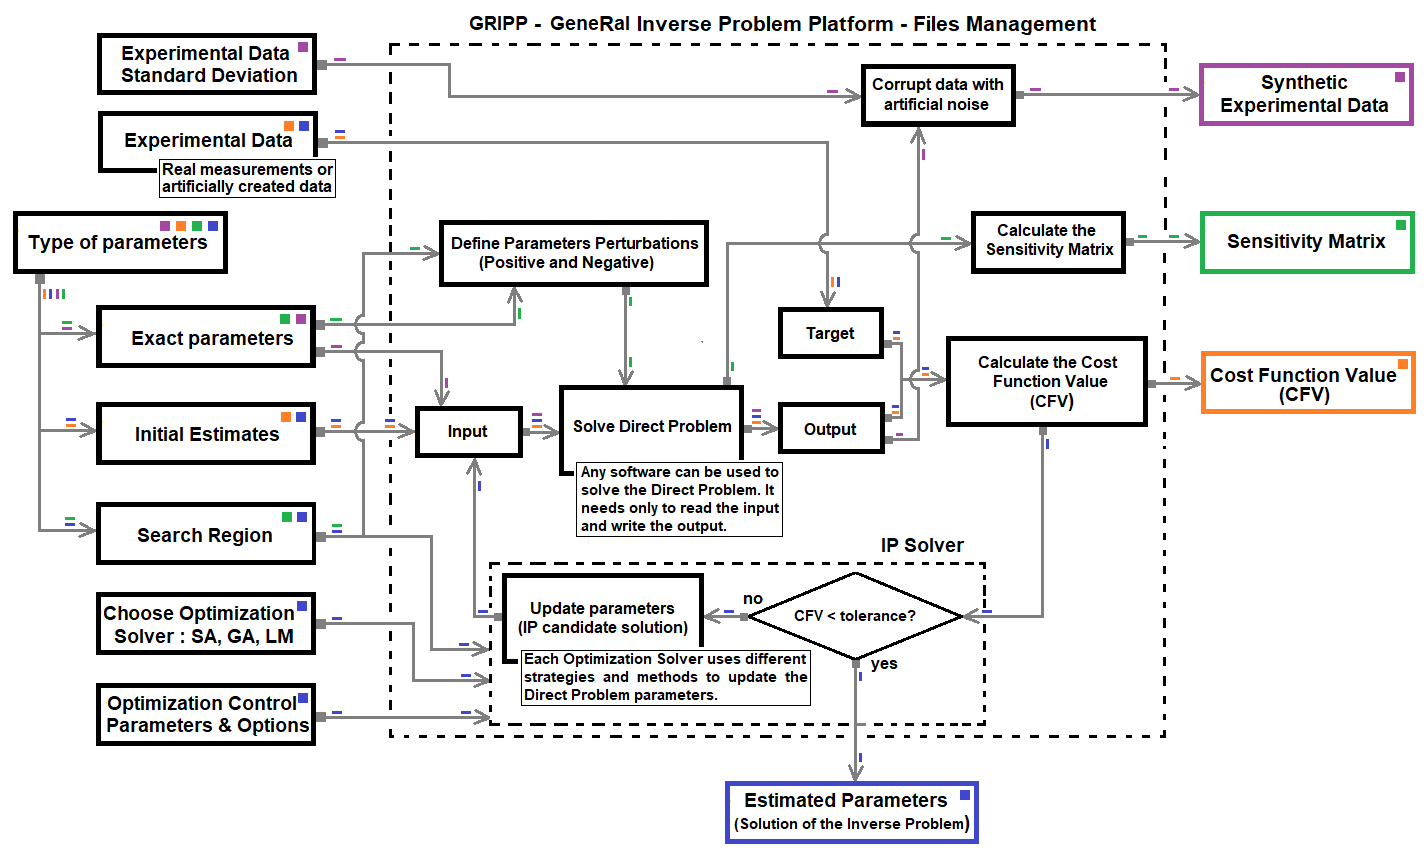 GRIPP - GeneRal Inverse Problem Platform - Files Management
Experimental Data
Standard Deviation
Corrupt data with
artificial noise
Synthetic
Experimental Data
Experimental Data
Real measurements or
artificially created data
Type of parameters
Define Parameters Perturbations
(Positive and Negative)
Calculate the
Sensitivity Matrix
Sensitivity Matrix
Exact parameters
Target
Calculate the Cost
Function Value
(CFV)
Cost Function Value
(CFV)
Initial Estimates
Input
Solve Direct Problem
Output
Any software can be used to
solve the Direct Problem. It
needs only to read the input
and write the output.
Search Region
IP Solver
Choose Optimization
Solver : SA, GA, LM
Update parameters
(IP candidate solution)
no
CFV < tolerance?
yes
Each Optimization Solver uses different
strategies and methods to update the
Direct Problem parameters.
Optimization Control
Parameters & Options
Estimated Parameters
(Solution of the Inverse Problem)